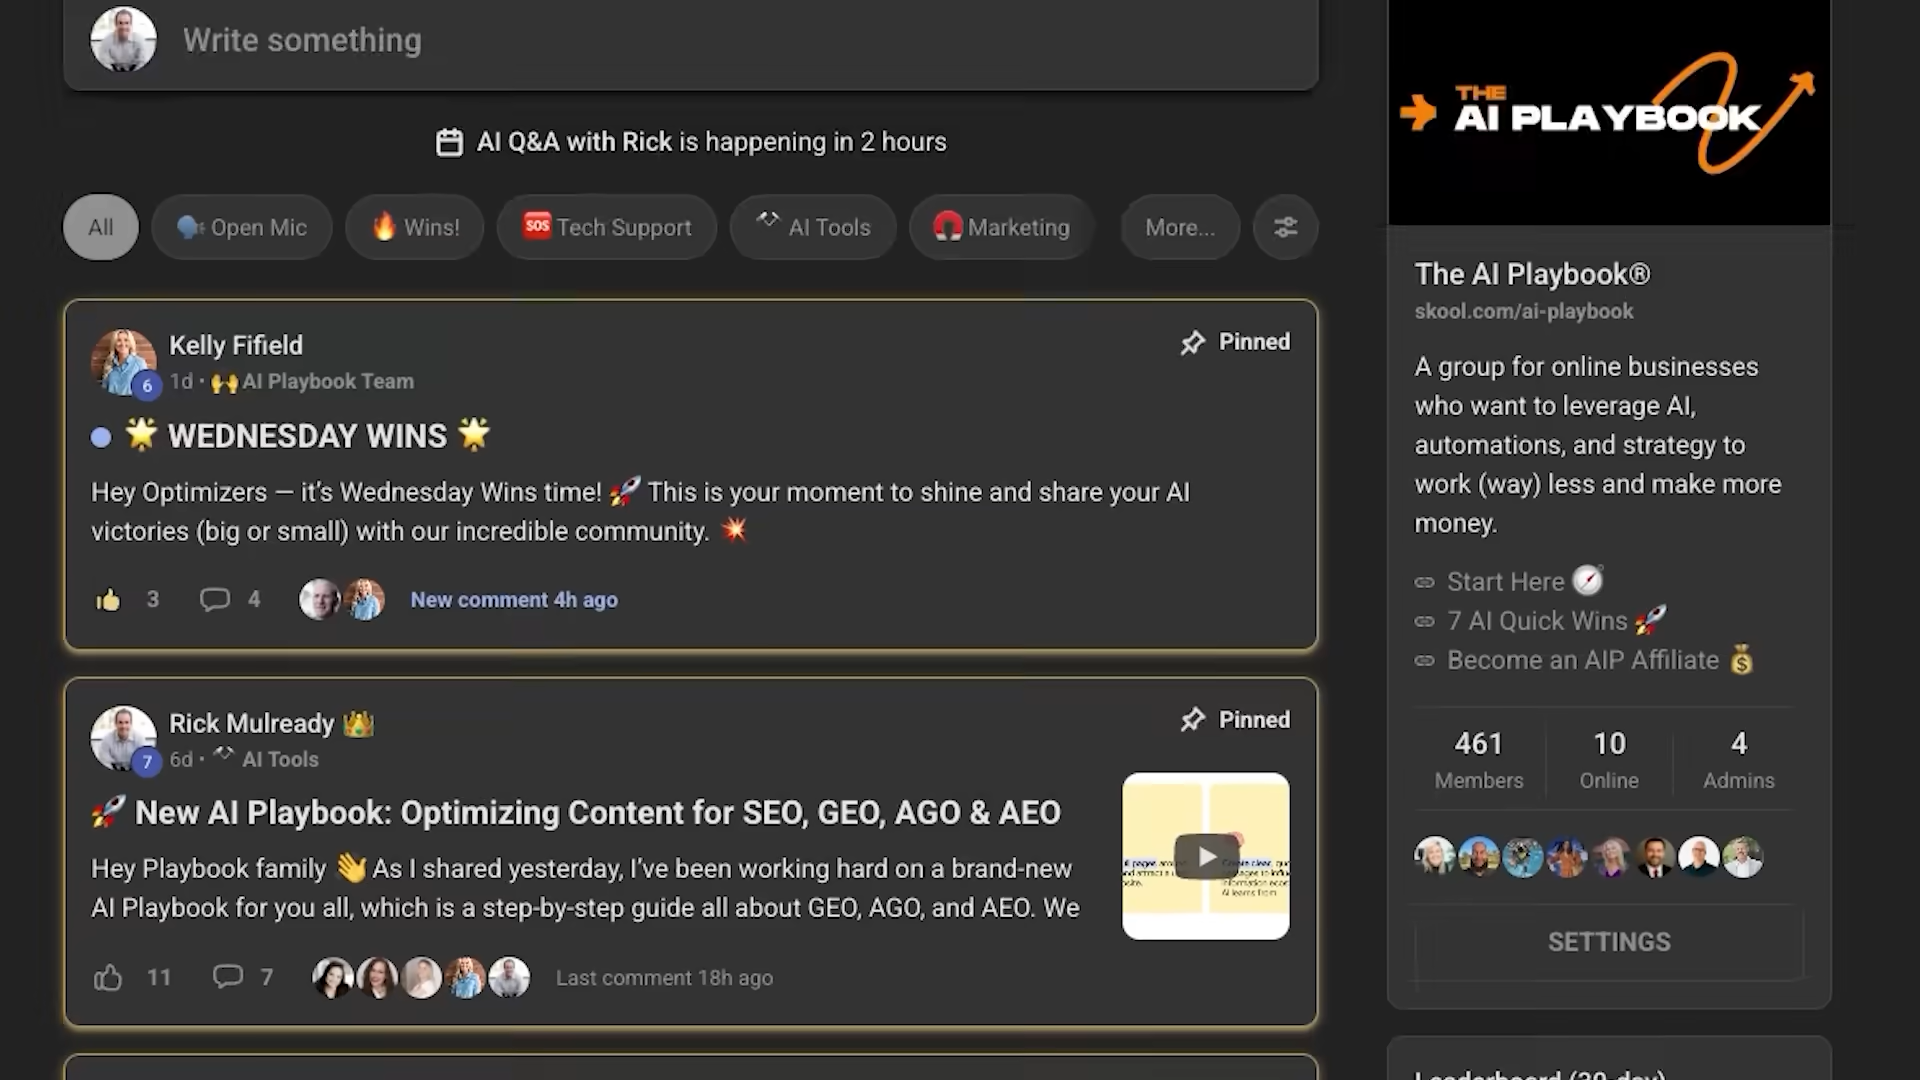 Write something
AI Q&A with Rick is happening in 2 hours
All
Open Mic
Wins!
SOS Tech Support
AI Tools
Marketing
More...
Kelly Fifield
Pinned
6
1d · AI Playbook Team
WEDNESDAY WINS
Hey Optimizers — it's Wednesday Wins time! 🚀 This is your moment to shine and share your AI
victories (big or small) with our incredible community. 💥
3
4
New comment 4h ago
Rick Mulready
Pinned
7
6d · AI Tools
🚀 New AI Playbook: Optimizing Content for SEO, GEO, AGO & AEO
Hey Playbook family 👋 As I shared yesterday, I've been working hard on a brand-new
AI Playbook for you all, which is a step-by-step guide all about GEO, AGO, and AEO. We
11
7
Last comment 18h ago
THE
AI PLAYBOOK
The AI Playbook®
skool.com/ai-playbook
A group for online businesses
who want to leverage AI,
automations, and strategy to
work (way) less and make more
money.
Start Here
7 AI Quick Wins 🚀
Become an AIP Affiliate 💰
461
Members
10
Online
4
Admins
SETTINGS
Leaderboard (30-day)